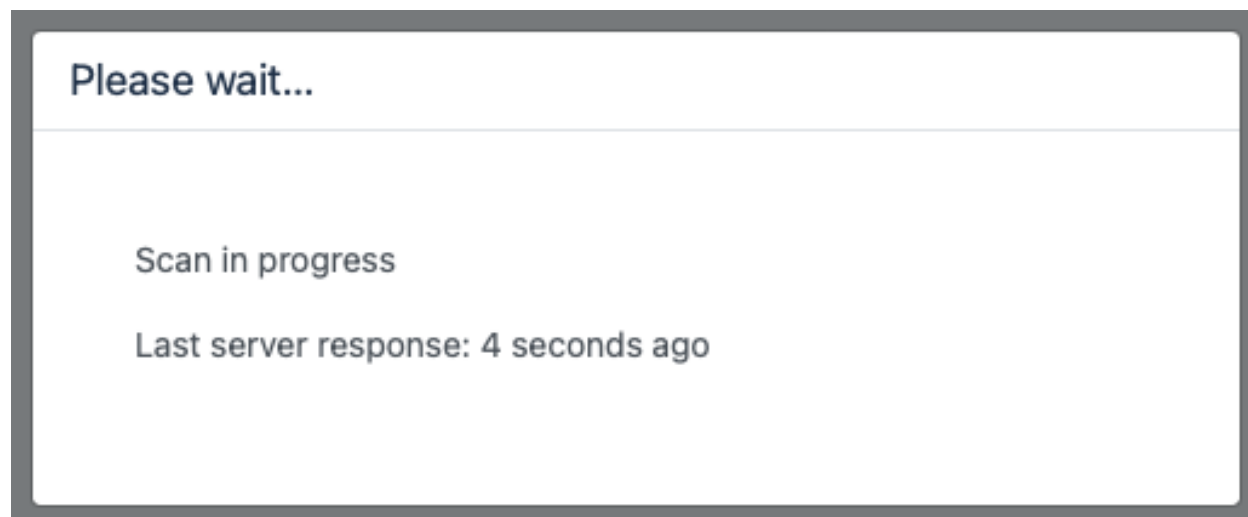 Please wait...
Scan in progress
Last server response: 4 seconds ago